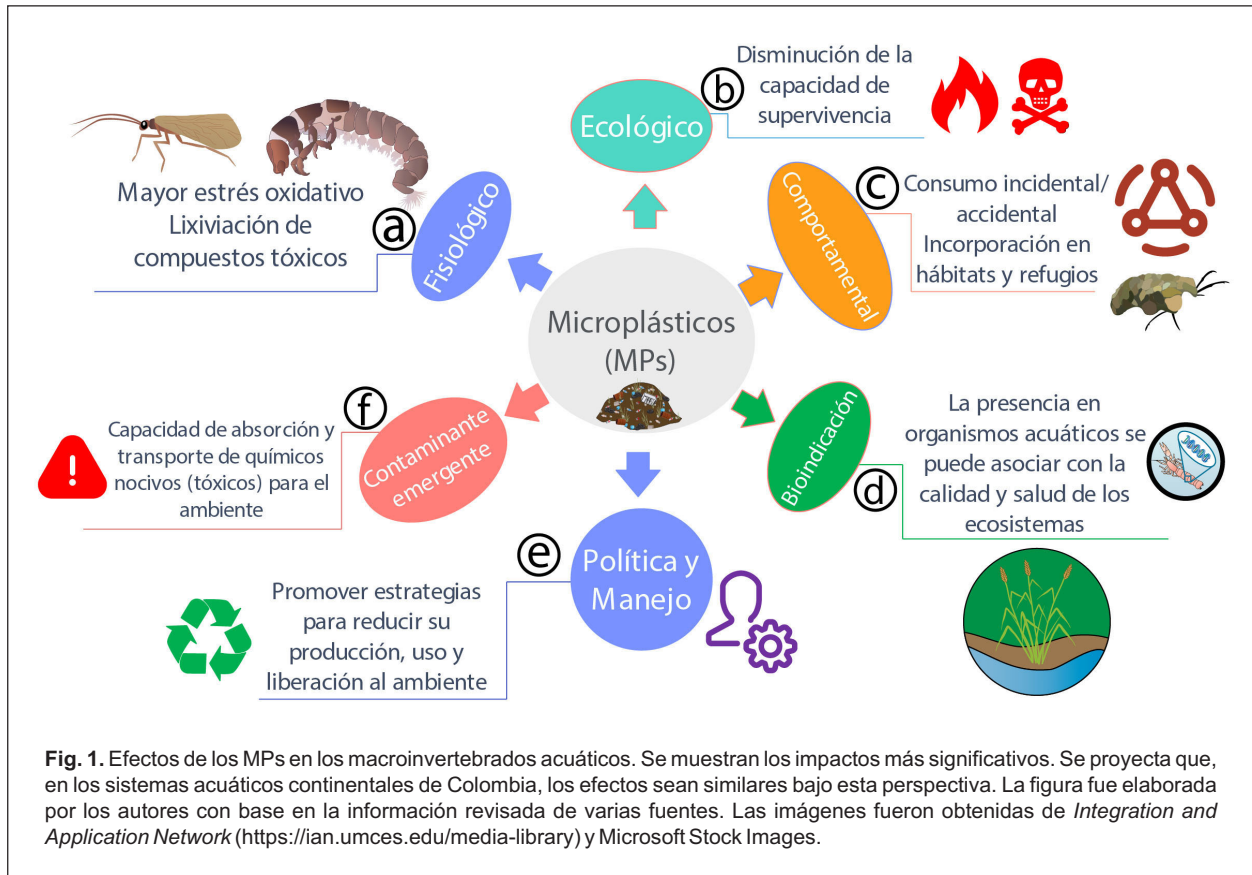 Mayor estrés oxidativo
Lixiviación de
compuestos tóxicos
a
Fisiológico
b
Ecológico
Disminución de la
capacidad de
supervivencia
c
Comportamental
Consumo incidental/
accidental
Incorporación en
hábitats y refugios
Microplásticos
(MPs)
d
Bioindicación
La presencia en
organismos acuáticos se
puede asociar con la
calidad y salud de los
ecosistemas
e
Política y
Manejo
Promover estrategias
para reducir su
producción, uso y
liberación al ambiente
f
Contaminante
emergente
Capacidad de absorción y
transporte de químicos
nocivos (tóxicos) para el
ambiente
Fig. 1. Efectos de los MPs en los macroinvertebrados acuáticos. Se muestran los impactos más significativos. Se proyecta que,
en los sistemas acuáticos continentales de Colombia, los efectos sean similares bajo esta perspectiva. La figura fue elaborada
por los autores con base en la información revisada de varias fuentes. Las imágenes fueron obtenidas de Integration and
Application Network (https://ian.umces.edu/media-library) y Microsoft Stock Images.